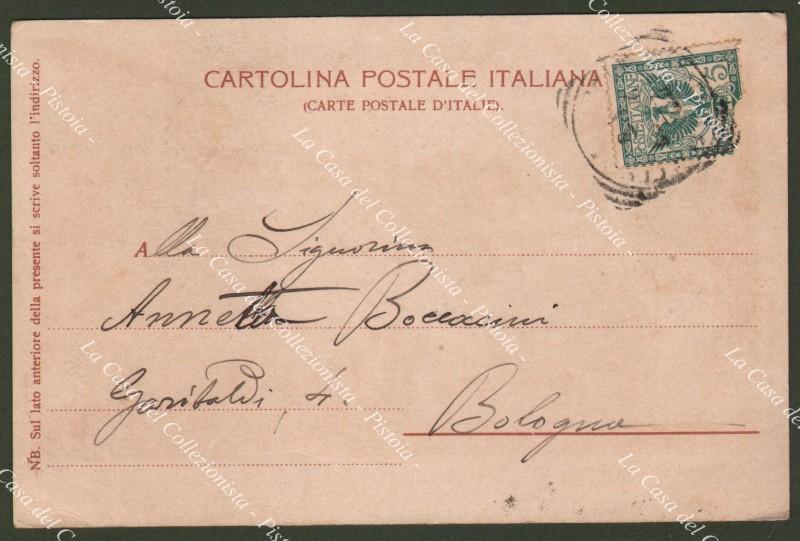 CARTOLINA POSTALE ITALIANA
(CARTE POSTALE D'ITALIE).
NB. Sul lato anteriore della presente si scrive soltanto l'indirizzo.
Alla Signorina
Annetta Boccacini
Garibaldi, 4.
Bologna
La Casa del Collezionista - Pistoia -